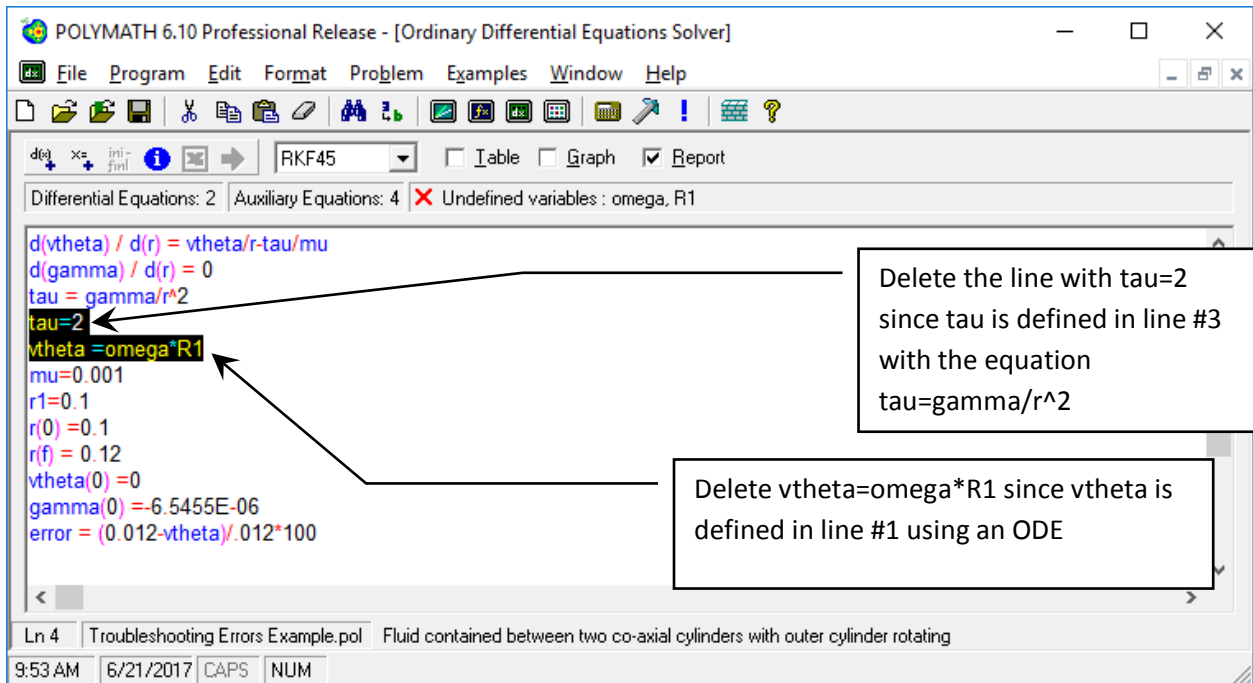 POLYMATH 6.10 Professional Release - [Ordinary Differential Equations Solver]
File Program Edit Format Problem Examples Window Help
d(x) x= ini- finl RKF45 Table Graph Report
Differential Equations: 2 Auxiliary Equations: 4 Undefined variables : omega, R1
d(vtheta) / d(r) = vtheta/r-tau/mu
d(gamma) / d(r) = 0
tau = gamma/r^2
tau=2
vtheta =omega*R1
mu=0.001
r1=0.1
r(0) =0.1
r(f) = 0.12
vtheta(0) =0
gamma(0) =-6.5455E-06
error = (0.012-vtheta)/.012*100
Delete the line with tau=2
since tau is defined in line #3
with the equation
tau=gamma/r^2
Delete vtheta=omega*R1 since vtheta is
defined in line #1 using an ODE
Ln 4 Troubleshooting Errors Example.pol Fluid contained between two co-axial cylinders with outer cylinder rotating
9:53 AM 6/21/2017 CAPS NUM